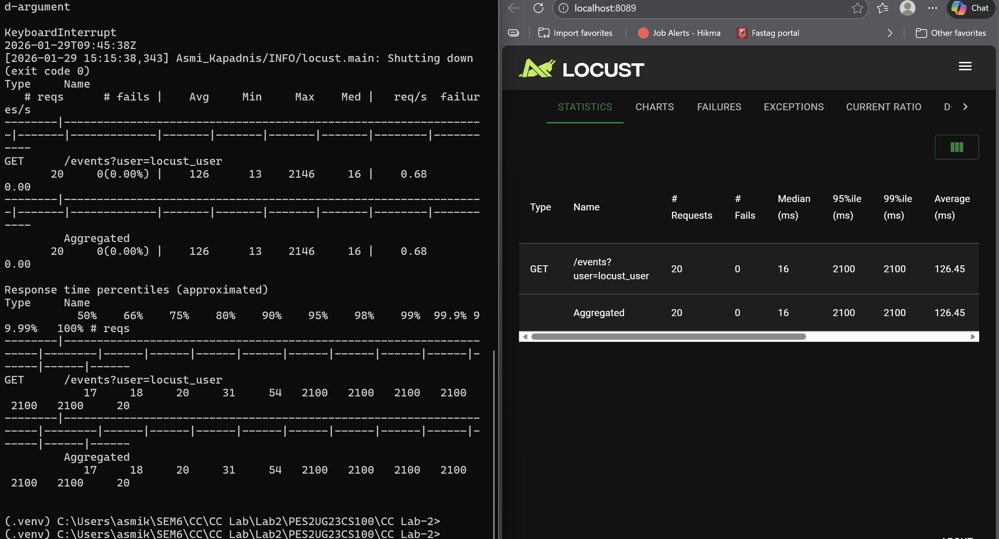 d-argument
KeyboardInterrupt
2026-01-29T09:45:38Z
[2026-01-29 15:15:38,343] Asmi_Kapadnis/INFO/locust.main: Shutting down
(exit code 0)
Type     Name
   # reqs      # fails |    Avg     Min     Max    Med |   req/s  failur
es/s
--------|---------------------------------------------------------------
-|-------|-------------|-------|-------|-------|-------|--------|-------
----
GET      /events?user=locust_user
       20     0(0.00%) |    126      13    2146     16 |    0.68
0.00
--------|---------------------------------------------------------------
-|-------|-------------|-------|-------|-------|-------|--------|-------
----
         Aggregated
       20     0(0.00%) |    126      13    2146     16 |    0.68
0.00
Response time percentiles (approximated)
Type     Name
           50%    66%    75%    80%    90%    95%    98%    99%  99.9% 9
9.99%   100% # reqs
--------|---------------------------------------------------------------
-----|--------|------|------|------|------|------|------|------|------|-
-----|------|------
GET      /events?user=locust_user
            17     18     20     31     54   2100   2100   2100   2100
 2100   2100     20
--------|---------------------------------------------------------------
-----|--------|------|------|------|------|------|------|------|------|-
-----|------|------
         Aggregated
            17     18     20     31     54   2100   2100   2100   2100
 2100   2100     20
(.venv) C:\Users\asmik\SEM6\CC\CC Lab\Lab2\PES2UG23CS100\CC Lab-2>
(.venv) C:\Users\asmik\SEM6\CC\CC Lab\Lab2\PES2UG23CS100\CC Lab-2>
localhost:8089
Chat
Import favorites
Job Alerts - Hikma
Fastag portal
Other favorites
LOCUST
STATISTICS CHARTS FAILURES EXCEPTIONS CURRENT RATIO D
Type Name # Requests # Fails Median (ms) 95%ile (ms) 99%ile (ms) Average (ms)
GET /events?user=locust_user 20 0 16 2100 2100 126.45
Aggregated 20 0 16 2100 2100 126.45